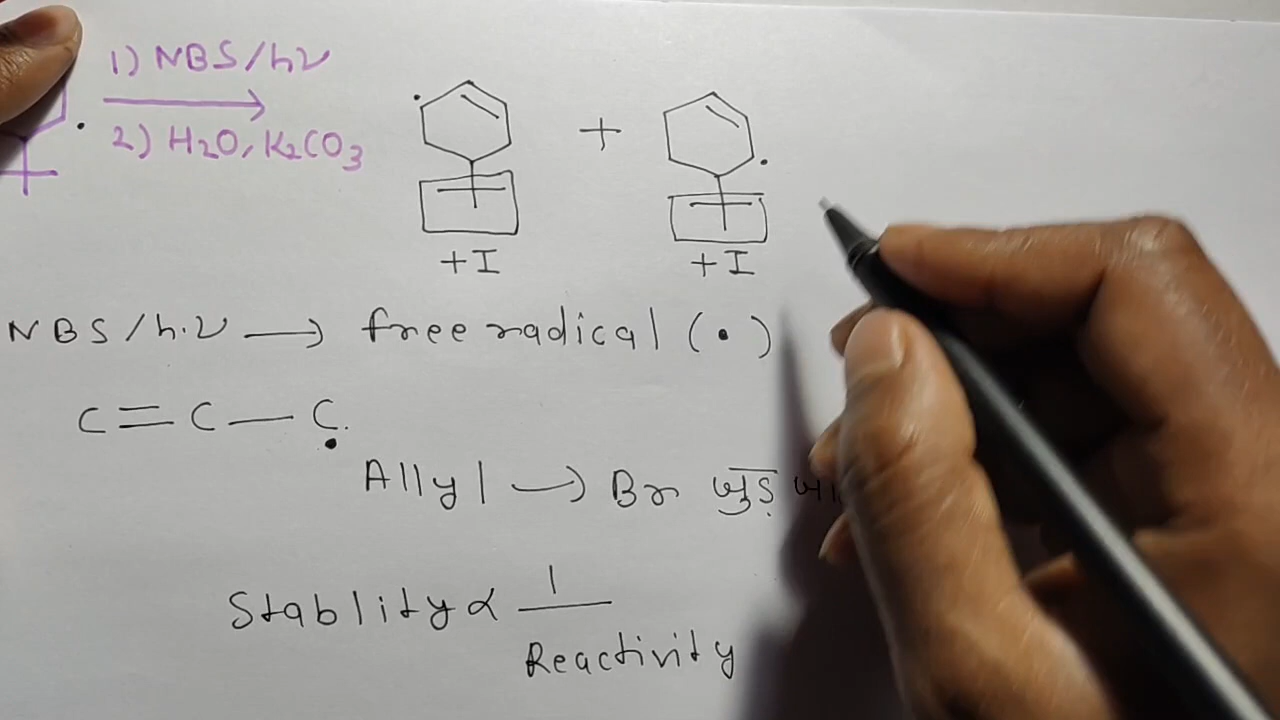 1) NBS/hν
2) H2O, K2CO3
+
+I +I
NBS/h.ν → free radical (•)
C=C-C.
Allyl → Br जुड़
Stablity ∝ 1/Reactivity